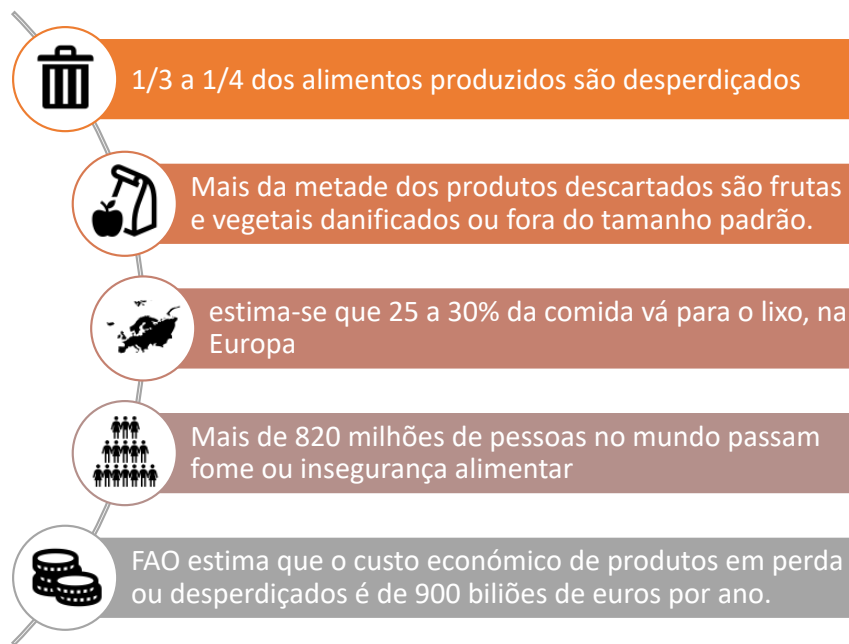 1/3 a 1/4 dos alimentos produzidos são desperdiçados
Mais da metade dos produtos descartados são frutas
e vegetais danificados ou fora do tamanho padrão.
estima-se que 25 a 30% da comida vá para o lixo, na
Europa
Mais de 820 milhões de pessoas no mundo passam
fome ou insegurança alimentar
FAO estima que o custo económico de produtos em perda
ou desperdiçados é de 900 biliões de euros por ano.